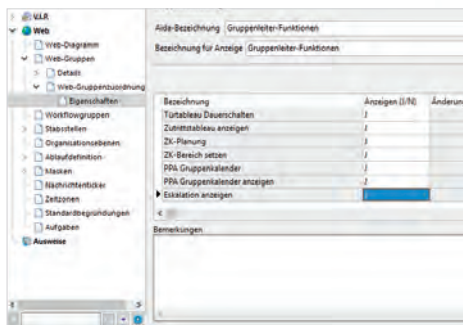 V.I.R
Web
Web-Diagramm
Web-Gruppen
Details
Web-Gruppenzuordnung
Eigenschaften
Workflowgruppen
Stabsstellen
Organisationsebenen
Ablaufdefinition
Masken
Nachrichtenticker
Zeitzonen
Standardbegründungen
Aufgaben
Ausweise
Aide-Bezeichnung Gruppenleiter-Funktionen
Bezeichnung für Anzeige Gruppenleiter-Funktionen
Bezeichnung Anzeigen (J/N) Änderun
Türtableau Dauerschalten J
Zutrittstableau anzeigen J
ZK-Planung J
ZK-Bereich setzen J
PPA Gruppenkalender J
PPA Gruppenkalender anzeigen J
Eskalation anzeigen J
Bemerkungen